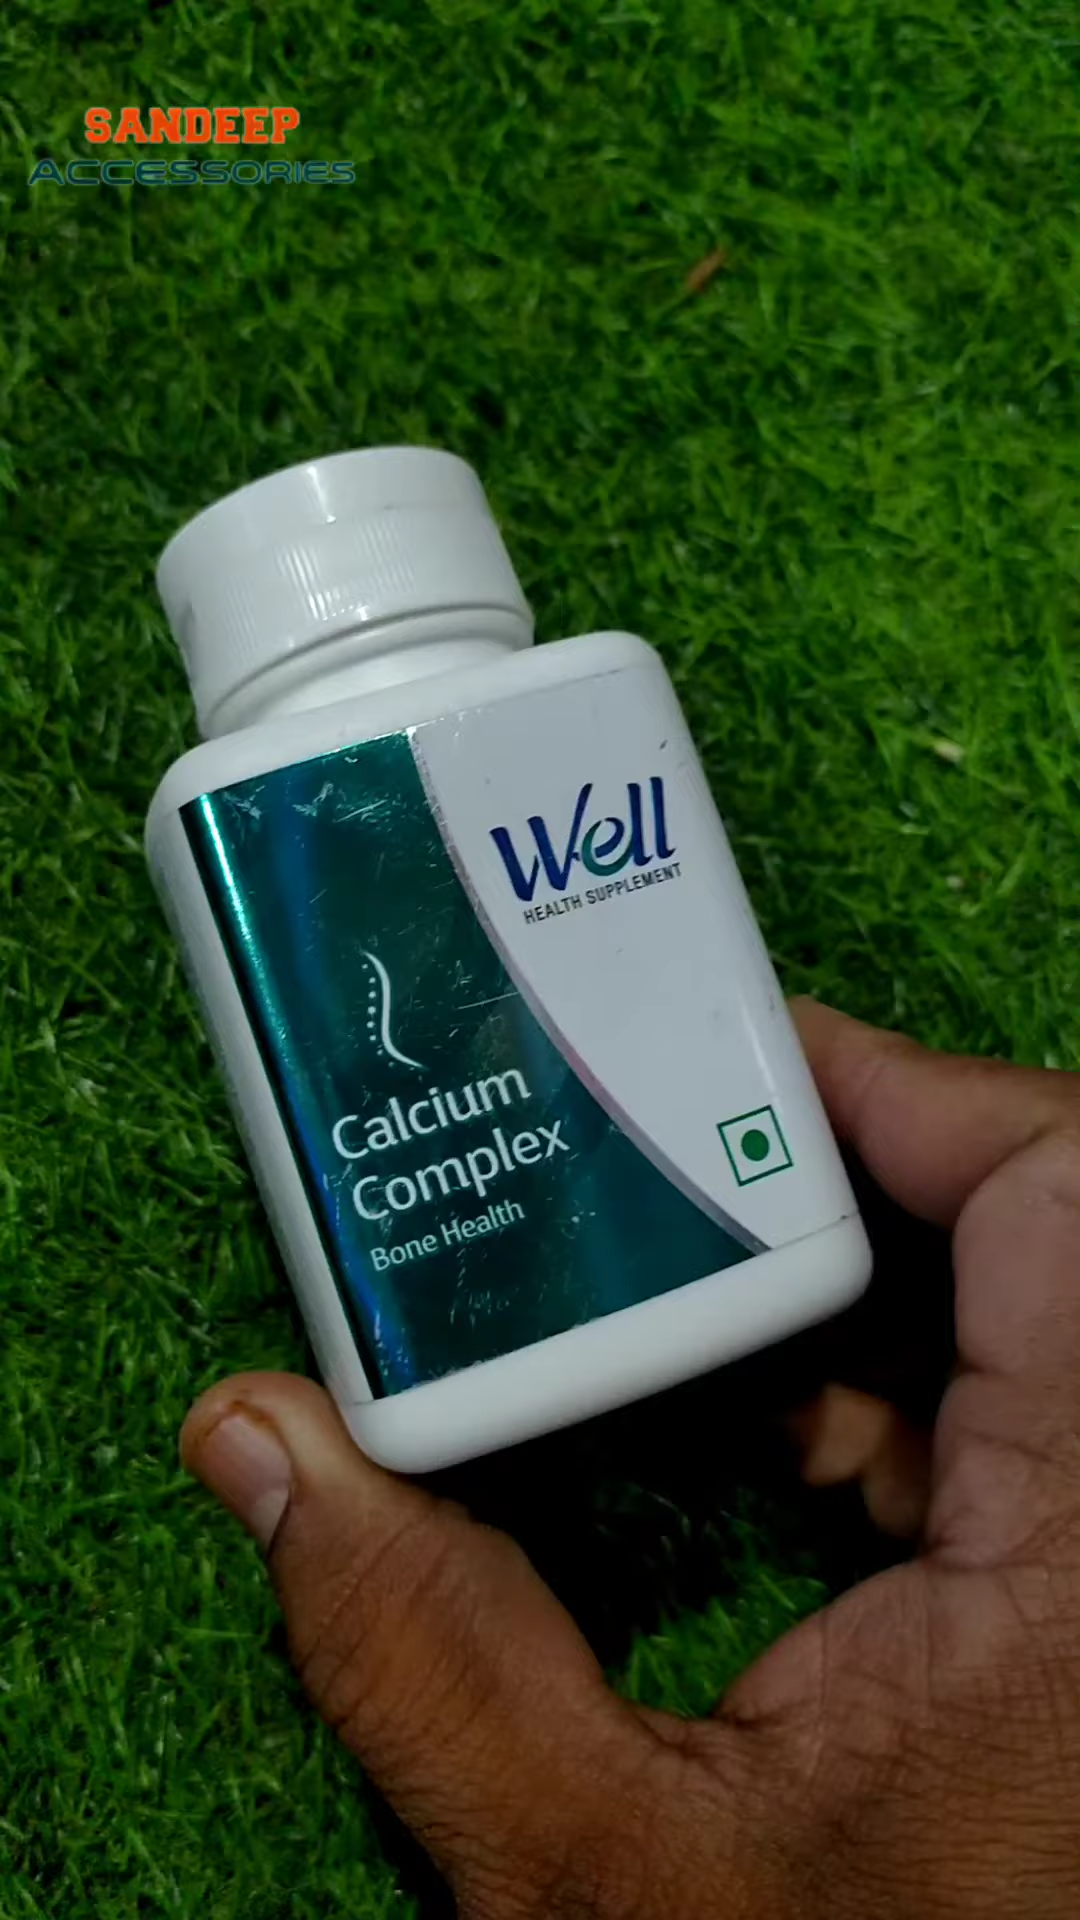 SANDEEP
ACCESSORIES
Well
HEALTH SUPPLEMENT
Calcium
Complex
Bone Health